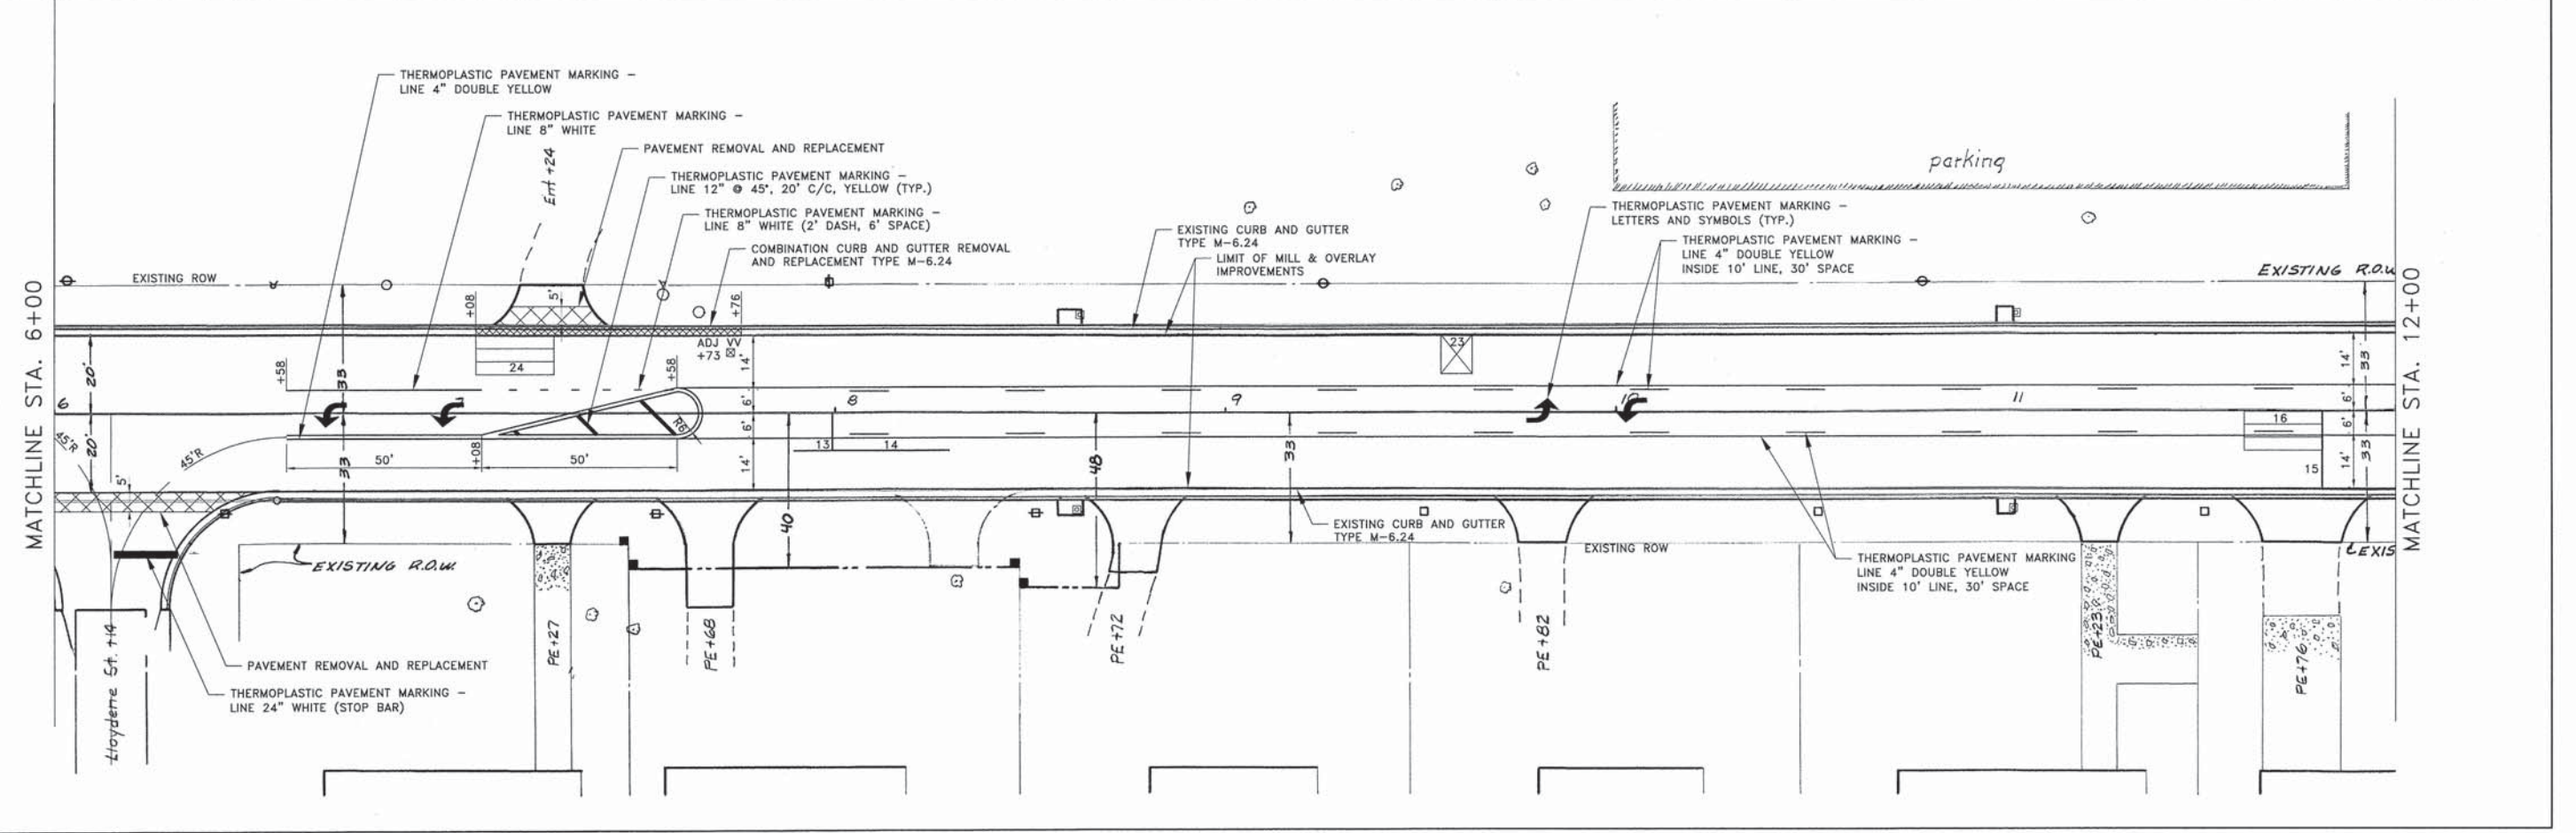 THERMOPLASTIC PAVEMENT MARKING –
LINE 4" DOUBLE YELLOW
THERMOPLASTIC PAVEMENT MARKING –
LINE 8" WHITE
Ent +24
PAVEMENT REMOVAL AND REPLACEMENT
THERMOPLASTIC PAVEMENT MARKING –
LINE 12" @ 45°, 20' C/C, YELLOW (TYP.)
THERMOPLASTIC PAVEMENT MARKING –
LINE 8" WHITE (2' DASH, 6' SPACE)
COMBINATION CURB AND GUTTER REMOVAL
AND REPLACEMENT TYPE M-6.24
EXISTING CURB AND GUTTER
TYPE M-6.24
LIMIT OF MILL & OVERLAY
IMPROVEMENTS
parking
THERMOPLASTIC PAVEMENT MARKING –
LETTERS AND SYMBOLS (TYP.)
THERMOPLASTIC PAVEMENT MARKING –
LINE 4" DOUBLE YELLOW
INSIDE 10' LINE, 30' SPACE
EXISTING ROW
EXISTING R.O.W
MATCHLINE STA. 6+00
MATCHLINE STA. 12+00
+08
5'
+76
ADJ VV
+73
24
23
20'
+58
33
+58
14'
14'
33
6
7
8
9
10
11
6'
6'
R6'
6'
6'
13
14
16
15
20'
45'R
45'R
50'
+08
50'
33
14'
40
48
33
14'
33
5'
EXISTING R.O.W.
EXISTING CURB AND GUTTER
TYPE M-6.24
EXISTING ROW
EXIS
THERMOPLASTIC PAVEMENT MARKING
LINE 4" DOUBLE YELLOW
INSIDE 10' LINE, 30' SPACE
Lloydene St. +14
PE+27
PE+68
PE+72
PE+82
PE+23
PE+76
PAVEMENT REMOVAL AND REPLACEMENT
THERMOPLASTIC PAVEMENT MARKING –
LINE 24" WHITE (STOP BAR)